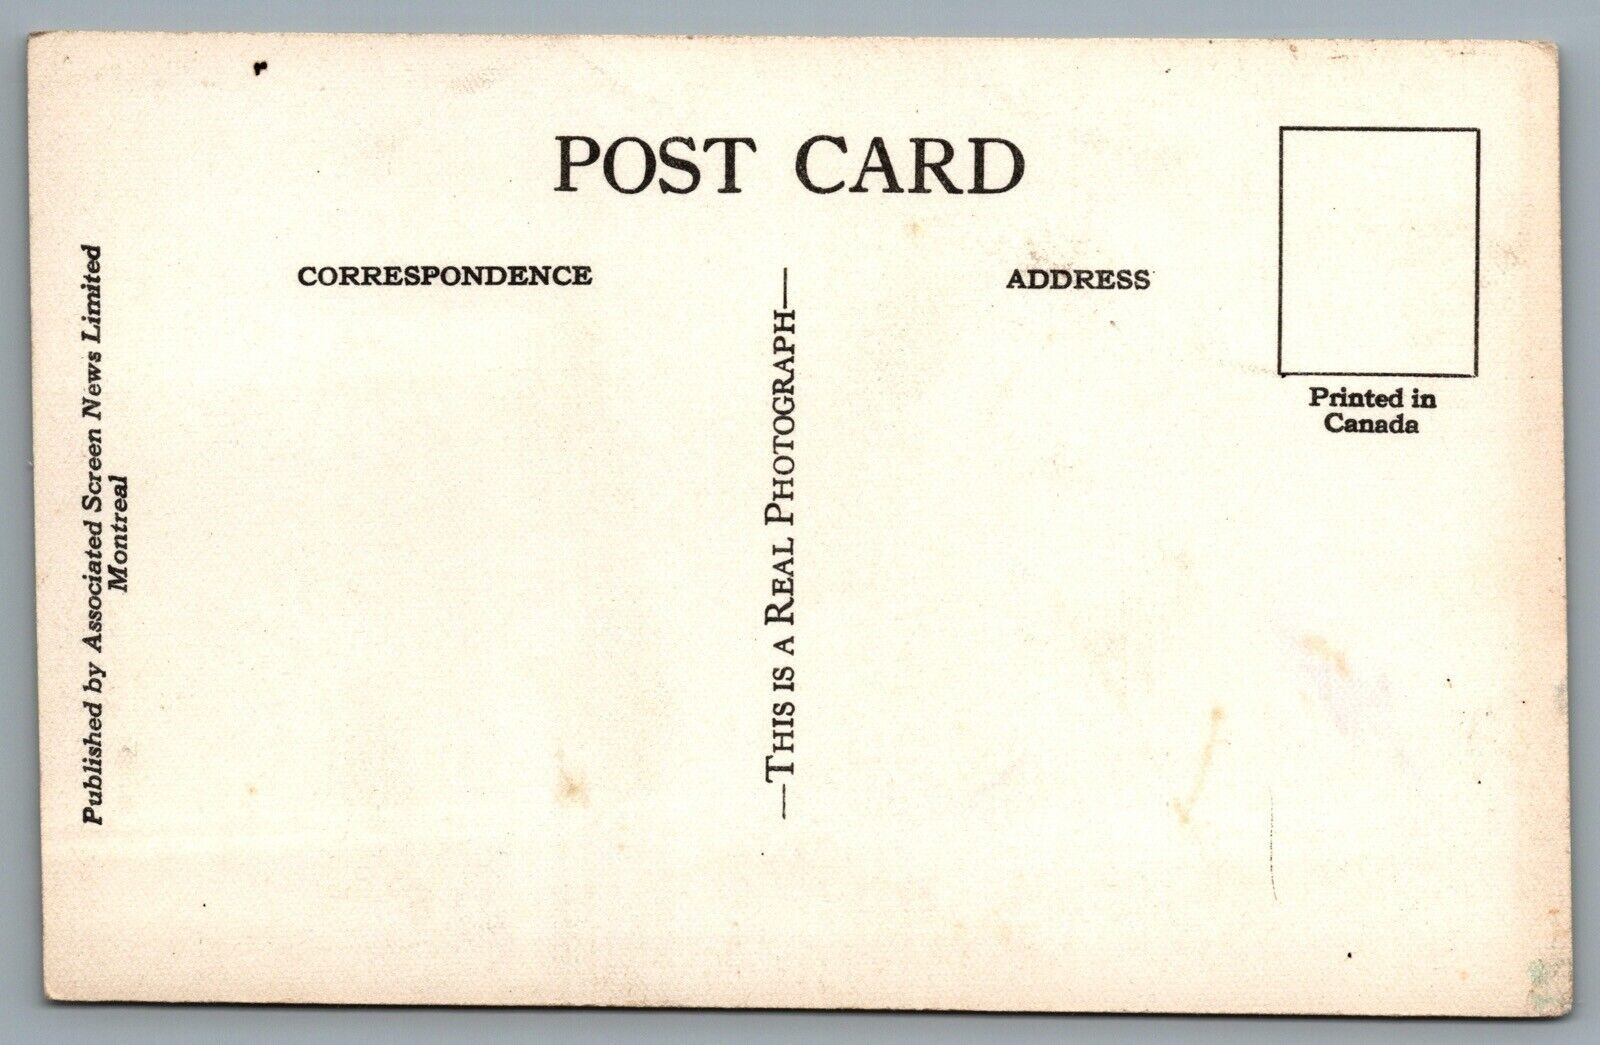 POST CARD
CORRESPONDENCE
ADDRESS
Printed in
Canada
Published by Associated Screen News Limited
Montreal
—THIS IS A REAL PHOTOGRAPH—